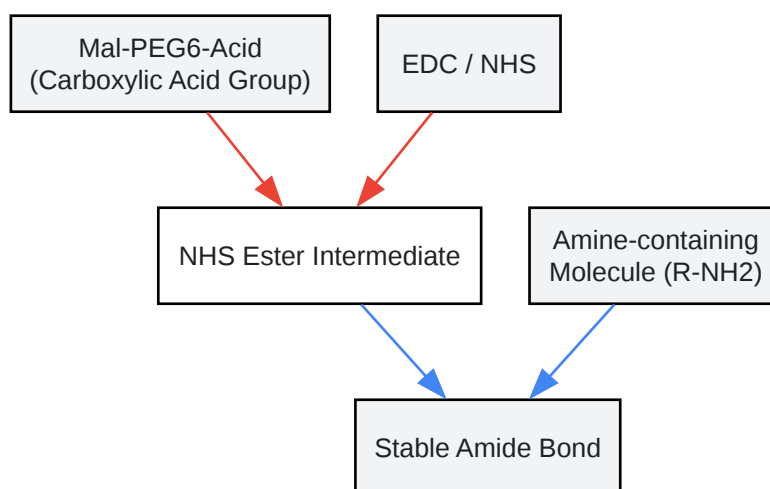 Mal-PEG6-Acid
(Carboxylic Acid Group)
EDC / NHS
NHS Ester Intermediate
Amine-containing
Molecule (R-NH2)
Stable Amide Bond